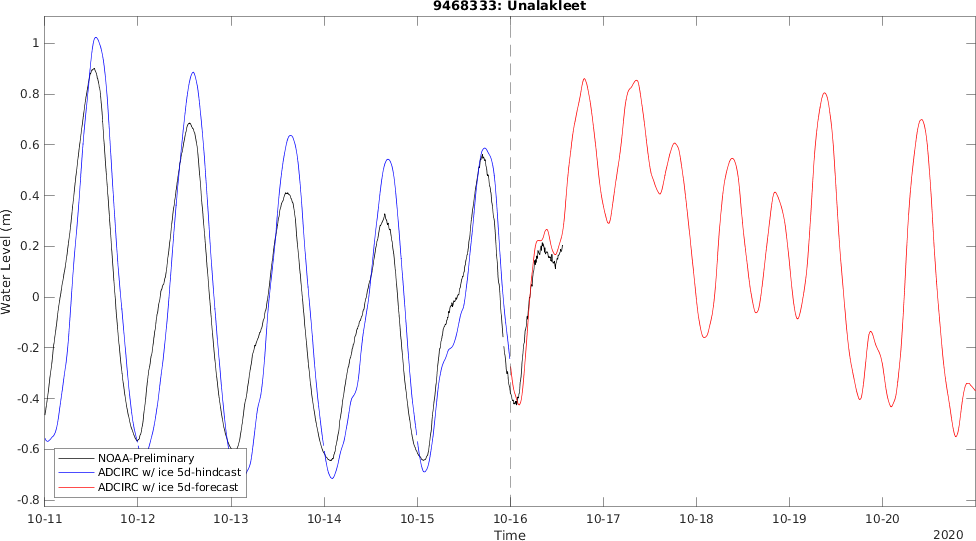 9468333: Unalakleet
Water Level (m)
1
0.8
0.6
0.4
0.2
0
-0.2
-0.4
-0.6
-0.8
NOAA-Preliminary
ADCIRC w/ ice 5d-hindcast
ADCIRC w/ ice 5d-forecast
10-11 10-12 10-13 10-14 10-15 10-16 10-17 10-18 10-19 10-20
Time
2020